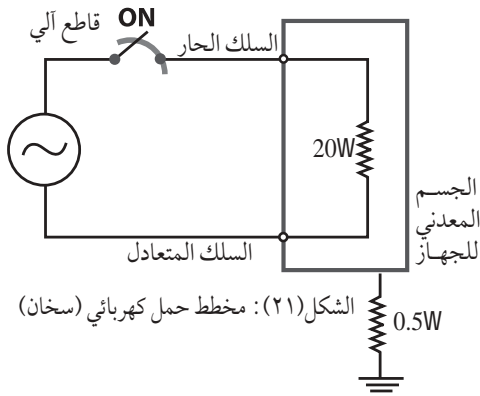 قاطع آلي ON
السلك الحار
20W
الجسم
المعدني
للجهاز
السلك المتعادل
0.5W
الشكل(٢١): مخطط حمل كهربائي (سخان)